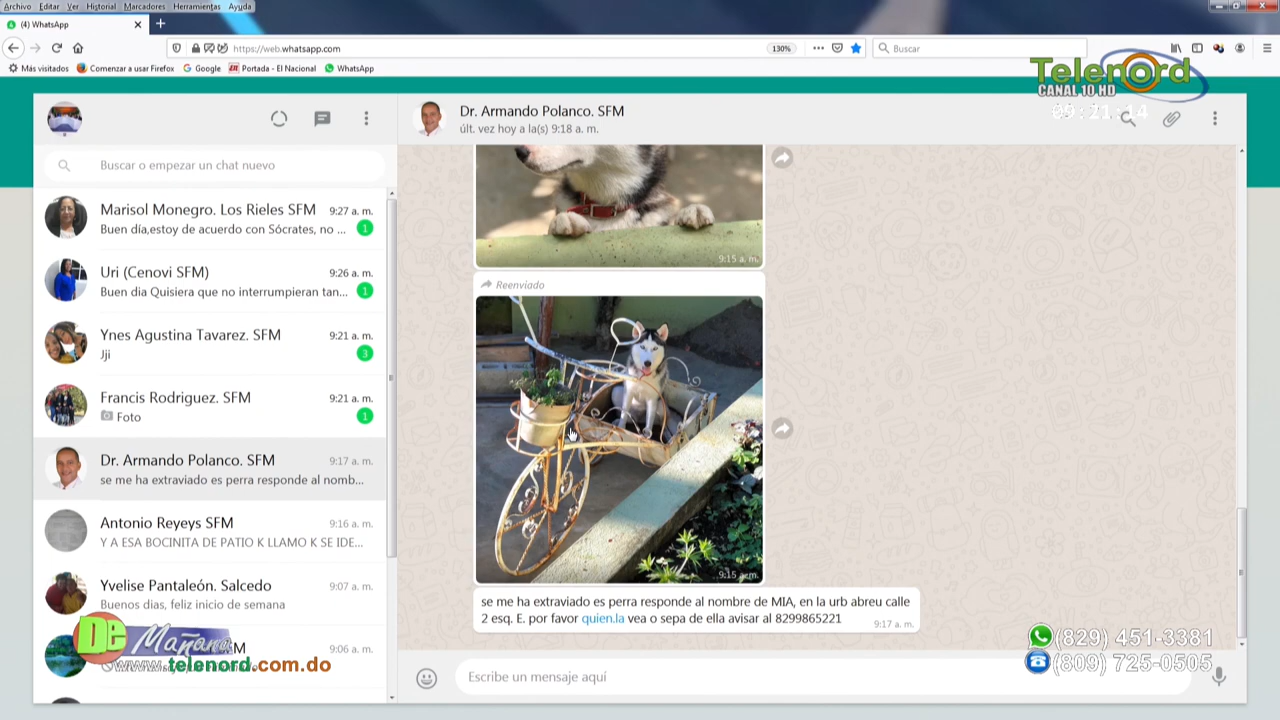 Archivo Editar Ver Historial Marcadores Herramientas Ayuda
(4) WhatsApp
https://web.whatsapp.com
130%
Buscar
Más visitados Comenzar a usar Firefox Google Portada - El Nacional WhatsApp
Telenord
CANAL 10.HD
09:21:14
Dr. Armando Polanco. SFM
últ. vez hoy a la(s) 9:18 a. m.
Buscar o empezar un chat nuevo
Marisol Monegro. Los Rieles SFM 9:27 a. m.
Buen día,estoy de acuerdo con Sócrates, no ... 1
Uri (Cenovi SFM) 9:26 a. m.
Buen dia Quisiera que no interrumpieran tan... 1
Ynes Agustina Tavarez. SFM 9:21 a. m.
Jji 3
Francis Rodriguez. SFM 9:21 a. m.
Foto 1
Dr. Armando Polanco. SFM 9:17 a. m.
se me ha extraviado es perra responde al nomb...
Antonio Reyeys SFM 9:16 a. m.
Y A ESA BOCINITA DE PATIO K LLAMO K SE IDE...
Yvelise Pantaleón. Salcedo 9:07 a. m.
Buenos dias, feliz inicio de semana
M 9:06 a. m.
De Mañana
www.telenord.com.do
9:15 a. m.
Reenviado
9:15 a. m.
se me ha extraviado es perra responde al nombre de MIA, en la urb abreu calle
2 esq. E. por favor quien.la vea o sepa de ella avisar al 8299865221
9:17 a. m.
Escribe un mensaje aquí
(829) 451-3381
(809) 725-0505